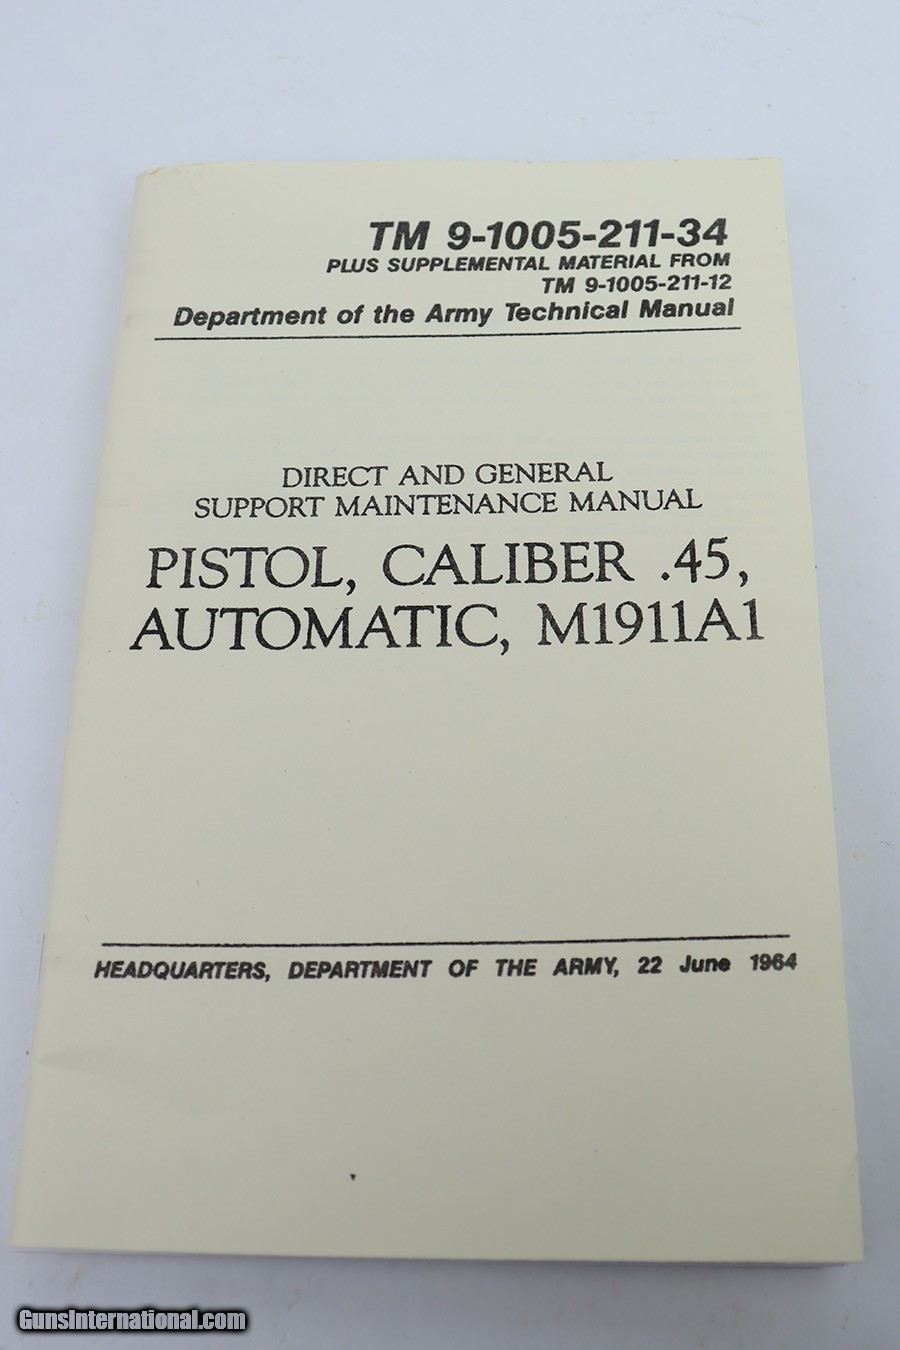 TM 9-1005-211-34
PLUS SUPPLEMENTAL MATERIAL FROM
TM 9-1005-211-12
Department of the Army Technical Manual
DIRECT AND GENERAL
SUPPORT MAINTENANCE MANUAL
PISTOL, CALIBER .45,
AUTOMATIC, M1911A1
HEADQUARTERS, DEPARTMENT OF THE ARMY, 22 June 1964
GunsInternational.com